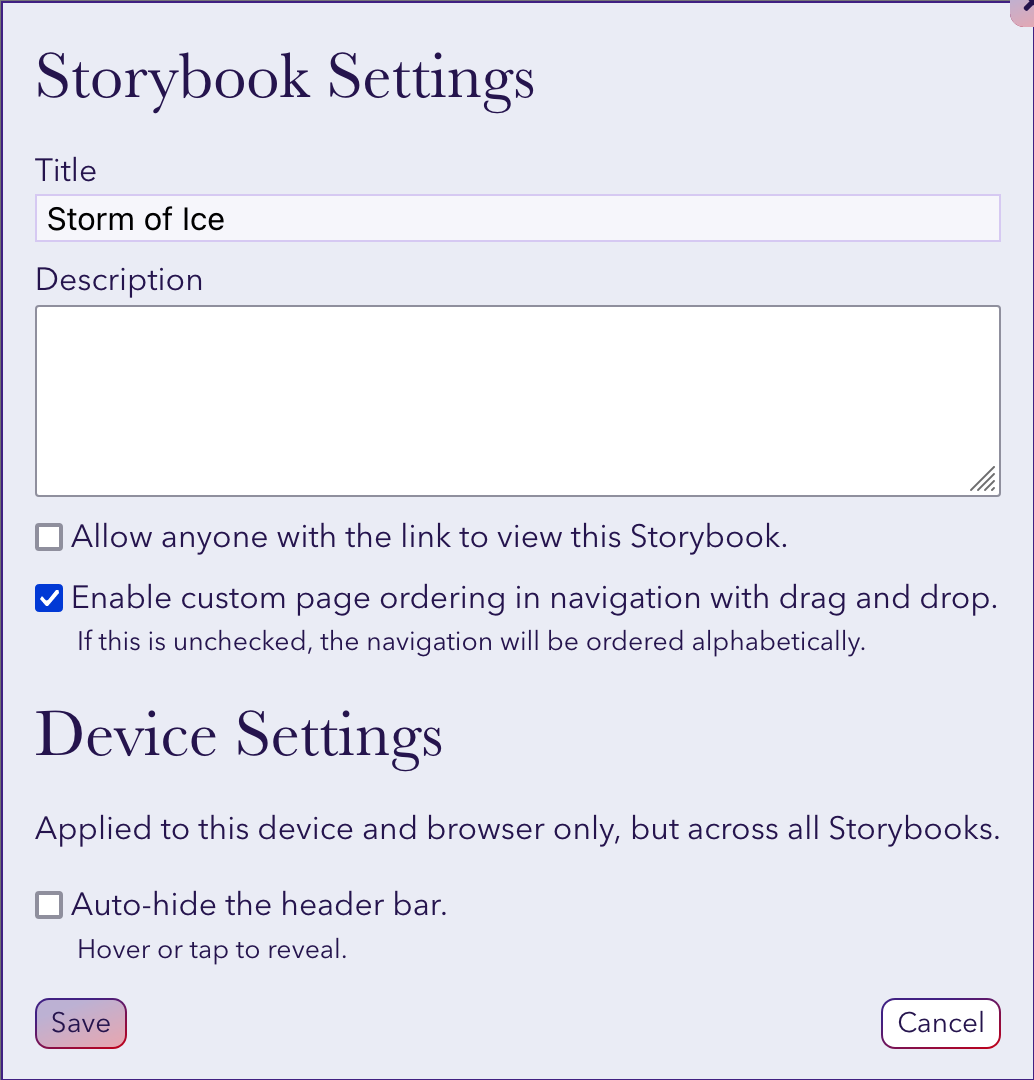 Storybook Settings
Title
Storm of Ice
Description
Allow anyone with the link to view this Storybook.
Enable custom page ordering in navigation with drag and drop.
If this is unchecked, the navigation will be ordered alphabetically.
Device Settings
Applied to this device and browser only, but across all Storybooks.
Auto-hide the header bar.
Hover or tap to reveal.
Save
Cancel